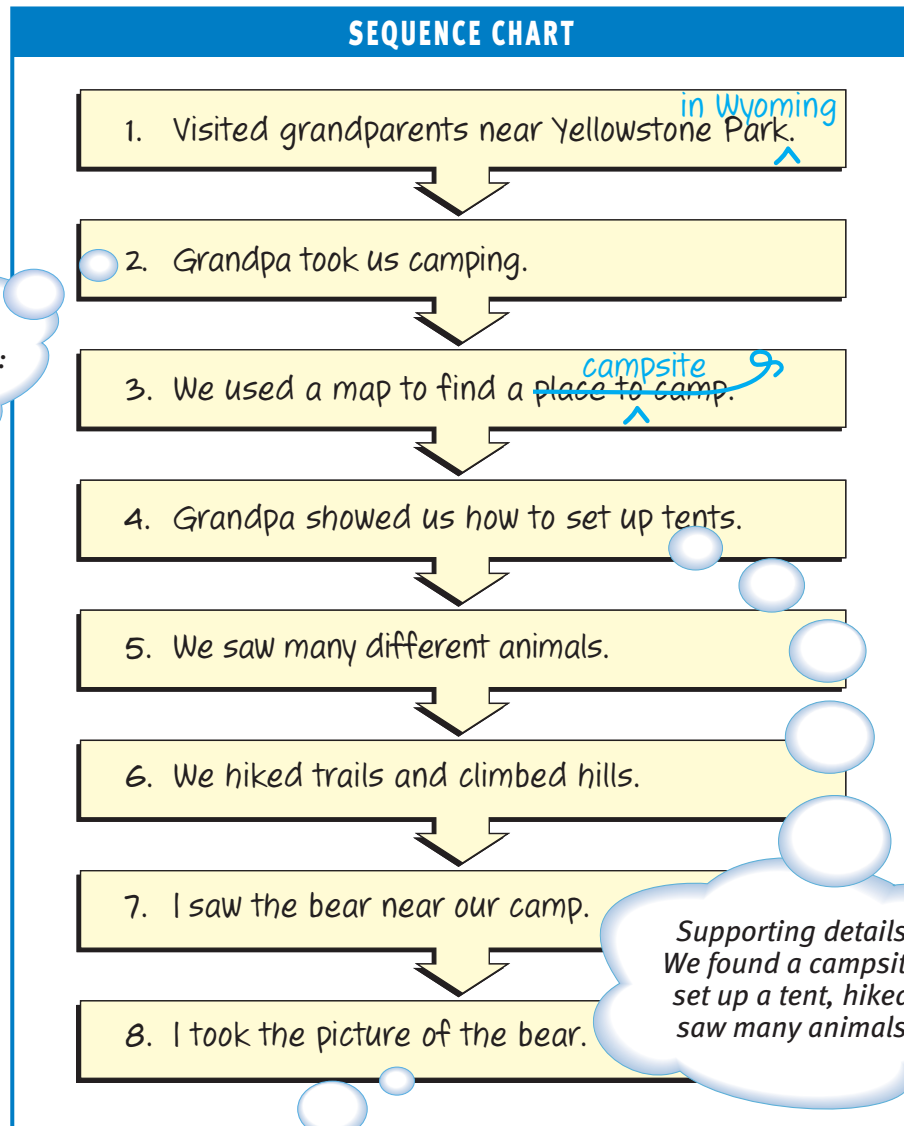 SEQUENCE CHART
in Wyoming
1. Visited grandparents near Yellowstone Park.
2. Grandpa took us camping.
campsite
3. We used a map to find a place to camp.
4. Grandpa showed us how to set up tents.
5. We saw many different animals.
6. We hiked trails and climbed hills.
7. I saw the bear near our camp.
8. I took the picture of the bear.
Supporting details
We found a campsit
set up a tent, hiked
saw many animals